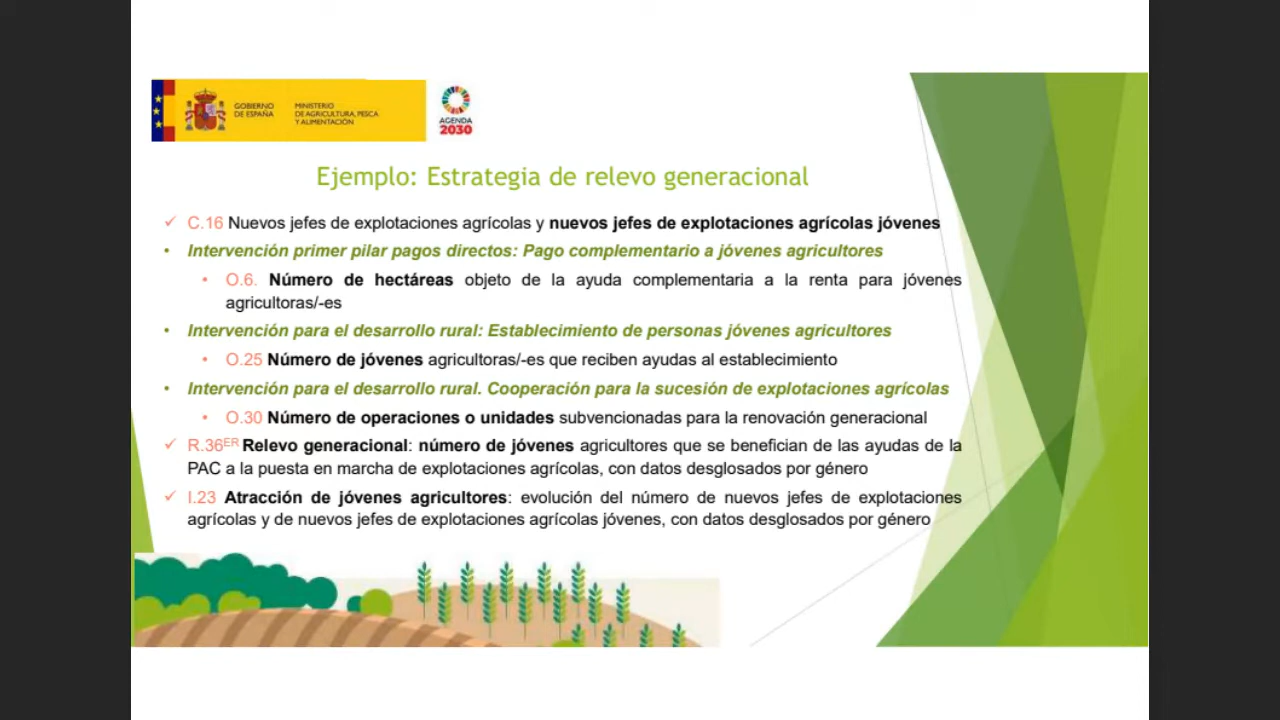 GOBIERNO
DE ESPAÑA
MINISTERIO
DE AGRICULTURA, PESCA
Y ALIMENTACIÓN
AGENDA
2030
Ejemplo: Estrategia de relevo generacional
✓ C.16 Nuevos jefes de explotaciones agrícolas y nuevos jefes de explotaciones agrícolas jóvenes
• Intervención primer pilar pagos directos: Pago complementario a jóvenes agricultores
• O.6. Número de hectáreas objeto de la ayuda complementaria a la renta para jóvenes
agricultoras/-es
• Intervención para el desarrollo rural: Establecimiento de personas jóvenes agricultores
• O.25 Número de jóvenes agricultoras/-es que reciben ayudas al establecimiento
• Intervención para el desarrollo rural. Cooperación para la sucesión de explotaciones agrícolas
• O.30 Número de operaciones o unidades subvencionadas para la renovación generacional
✓ R.36ER Relevo generacional: número de jóvenes agricultores que se benefician de las ayudas de la
PAC a la puesta en marcha de explotaciones agrícolas, con datos desglosados por género
✓ I.23 Atracción de jóvenes agricultores: evolución del número de nuevos jefes de explotaciones
agrícolas y de nuevos jefes de explotaciones agrícolas jóvenes, con datos desglosados por género